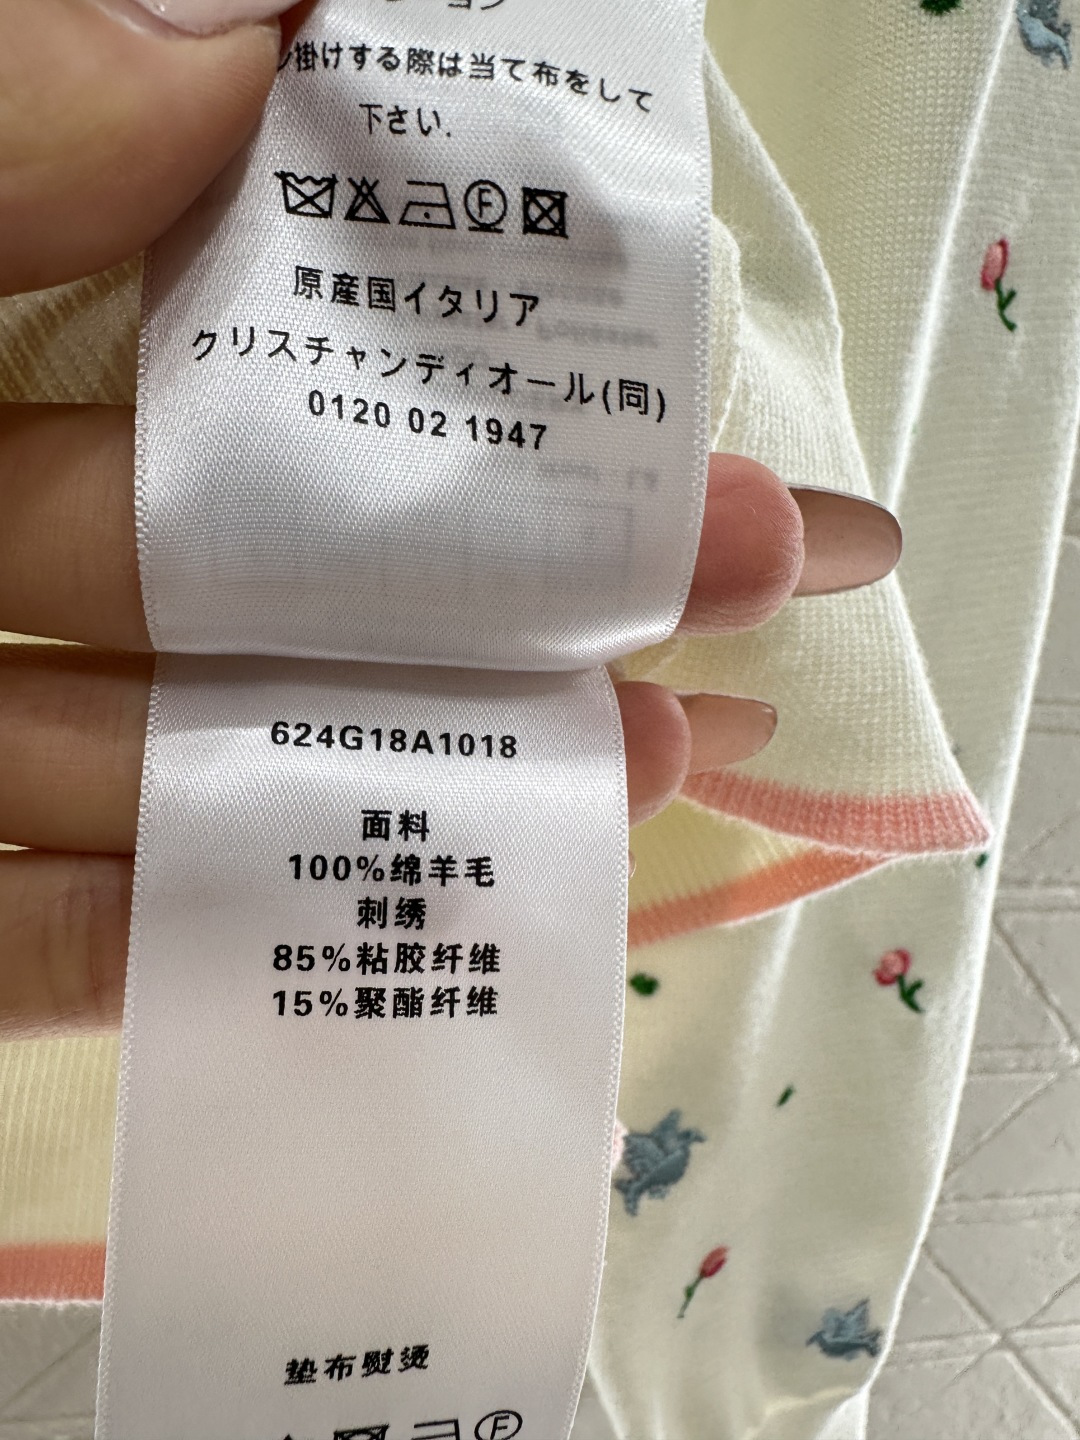 ン掛けする際は当て布をして
下さい.
F
原産国イタリア
クリスチャンディオール(同)
0120 02 1947
624G18A1018
面料
100%绵羊毛
刺绣
85%粘胶纤维
15%聚酯纤维
垫布熨烫
F